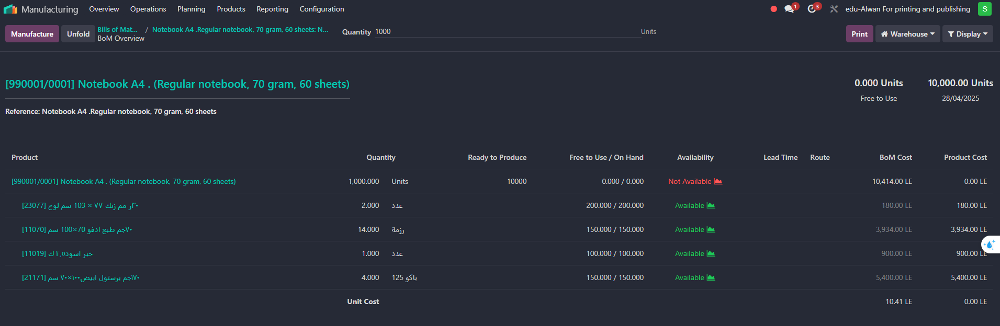 Manufacturing Overview Operations Planning Products Reporting Configuration 1 3 edu-Alwan For printing and publishing S
Manufacture Unfold Bills of Mat... / Notebook A4 .Regular notebook, 70 gram, 60 sheets: N... Quantity 1000 Units Print Warehouse Display
BoM Overview
[990001/0001] Notebook A4 . (Regular notebook, 70 gram, 60 sheets) 0.000 Units 10,000.00 Units
Free to Use 28/04/2025
Reference: Notebook A4 .Regular notebook, 70 gram, 60 sheets
Product Quantity Ready to Produce Free to Use / On Hand Availability Lead Time Route BoM Cost Product Cost
[990001/0001] Notebook A4 . (Regular notebook, 70 gram, 60 sheets) 1,000.000 Units 10000 0.000 / 0.000 Not Available 10,414.00 LE 0.00 LE
[23077] ٣٠ر مم زنك ٧٧ × 103 سم لوح 2.000 عدد 200.000 / 200.000 Available 180.00 LE 180.00 LE
[11070] ٧٠جم طبع ادفو 70×100 سم 14.000 رزمة 150.000 / 150.000 Available 3,934.00 LE 3,934.00 LE
[11019] حبر اسود٢,٥ ك 1.000 عدد 100.000 / 100.000 Available 900.00 LE 900.00 LE
[21171] ١٧٠جم برستول ابيض١٠٠×٧٠ سم 4.000 باكو 125 150.000 / 150.000 Available 5,400.00 LE 5,400.00 LE
Unit Cost 10.41 LE 0.00 LE